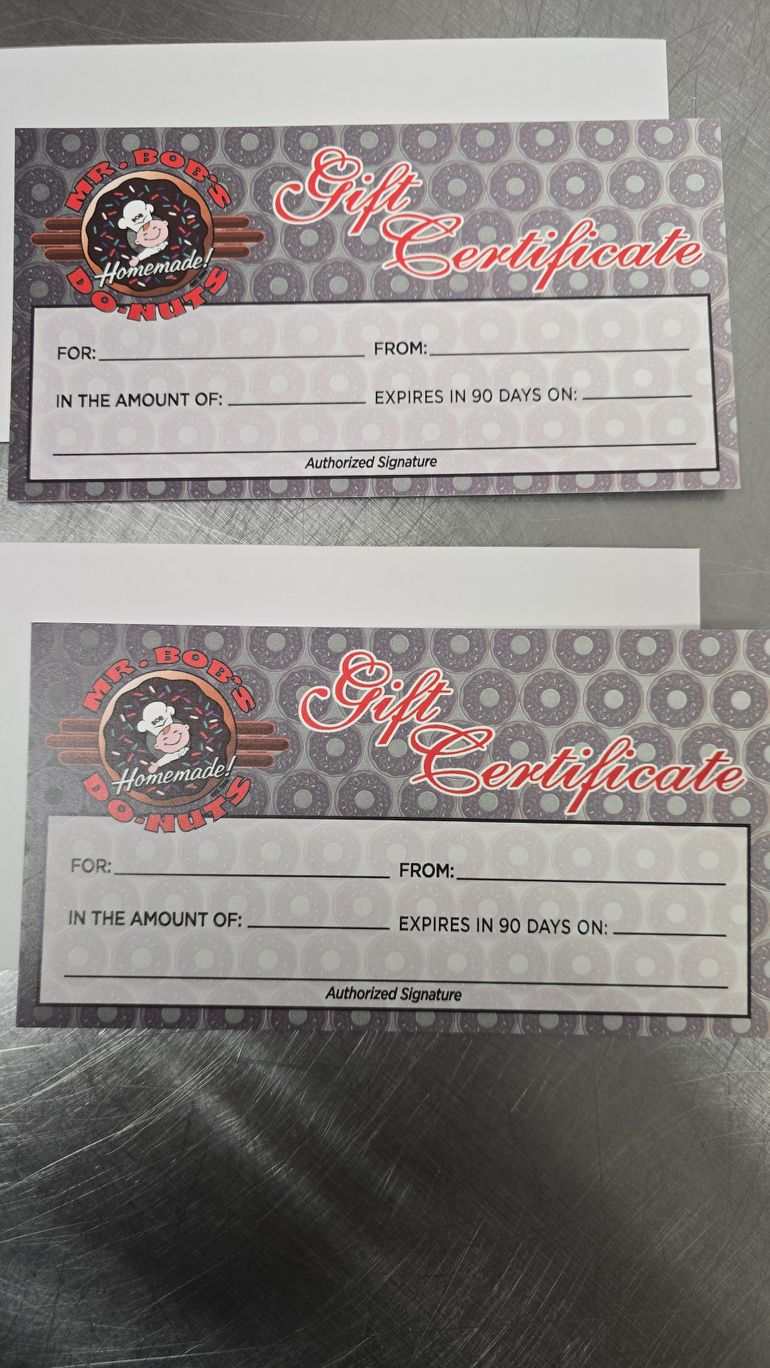 MR. BOB'S
Homemade!
DO-NUTS
Gift
Certificate
FOR: FROM:
IN THE AMOUNT OF: EXPIRES IN 90 DAYS ON:
Authorized Signature
MR. BOB'S
Homemade!
DO-NUTS
Gift
Certificate
FOR: FROM:
IN THE AMOUNT OF: EXPIRES IN 90 DAYS ON:
Authorized Signature